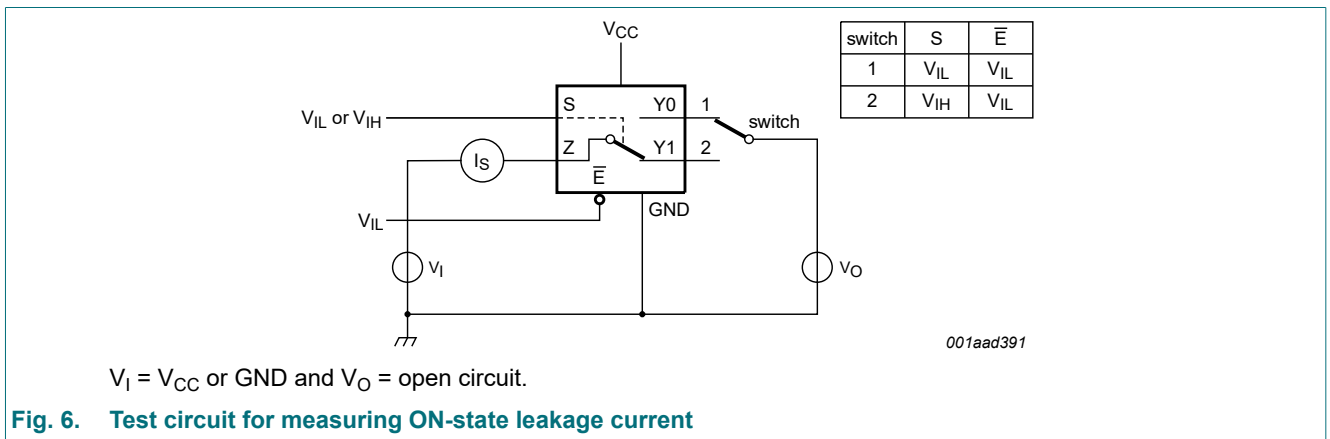 VCC
switch S E̅
1 VIL VIL
2 VIH VIL
VIL or VIH
S Y0 1
switch
Z Y1 2
IS
E̅
GND
VIL
VI
VO
001aad391
VI = VCC or GND and VO = open circuit.
Fig. 6. Test circuit for measuring ON-state leakage current